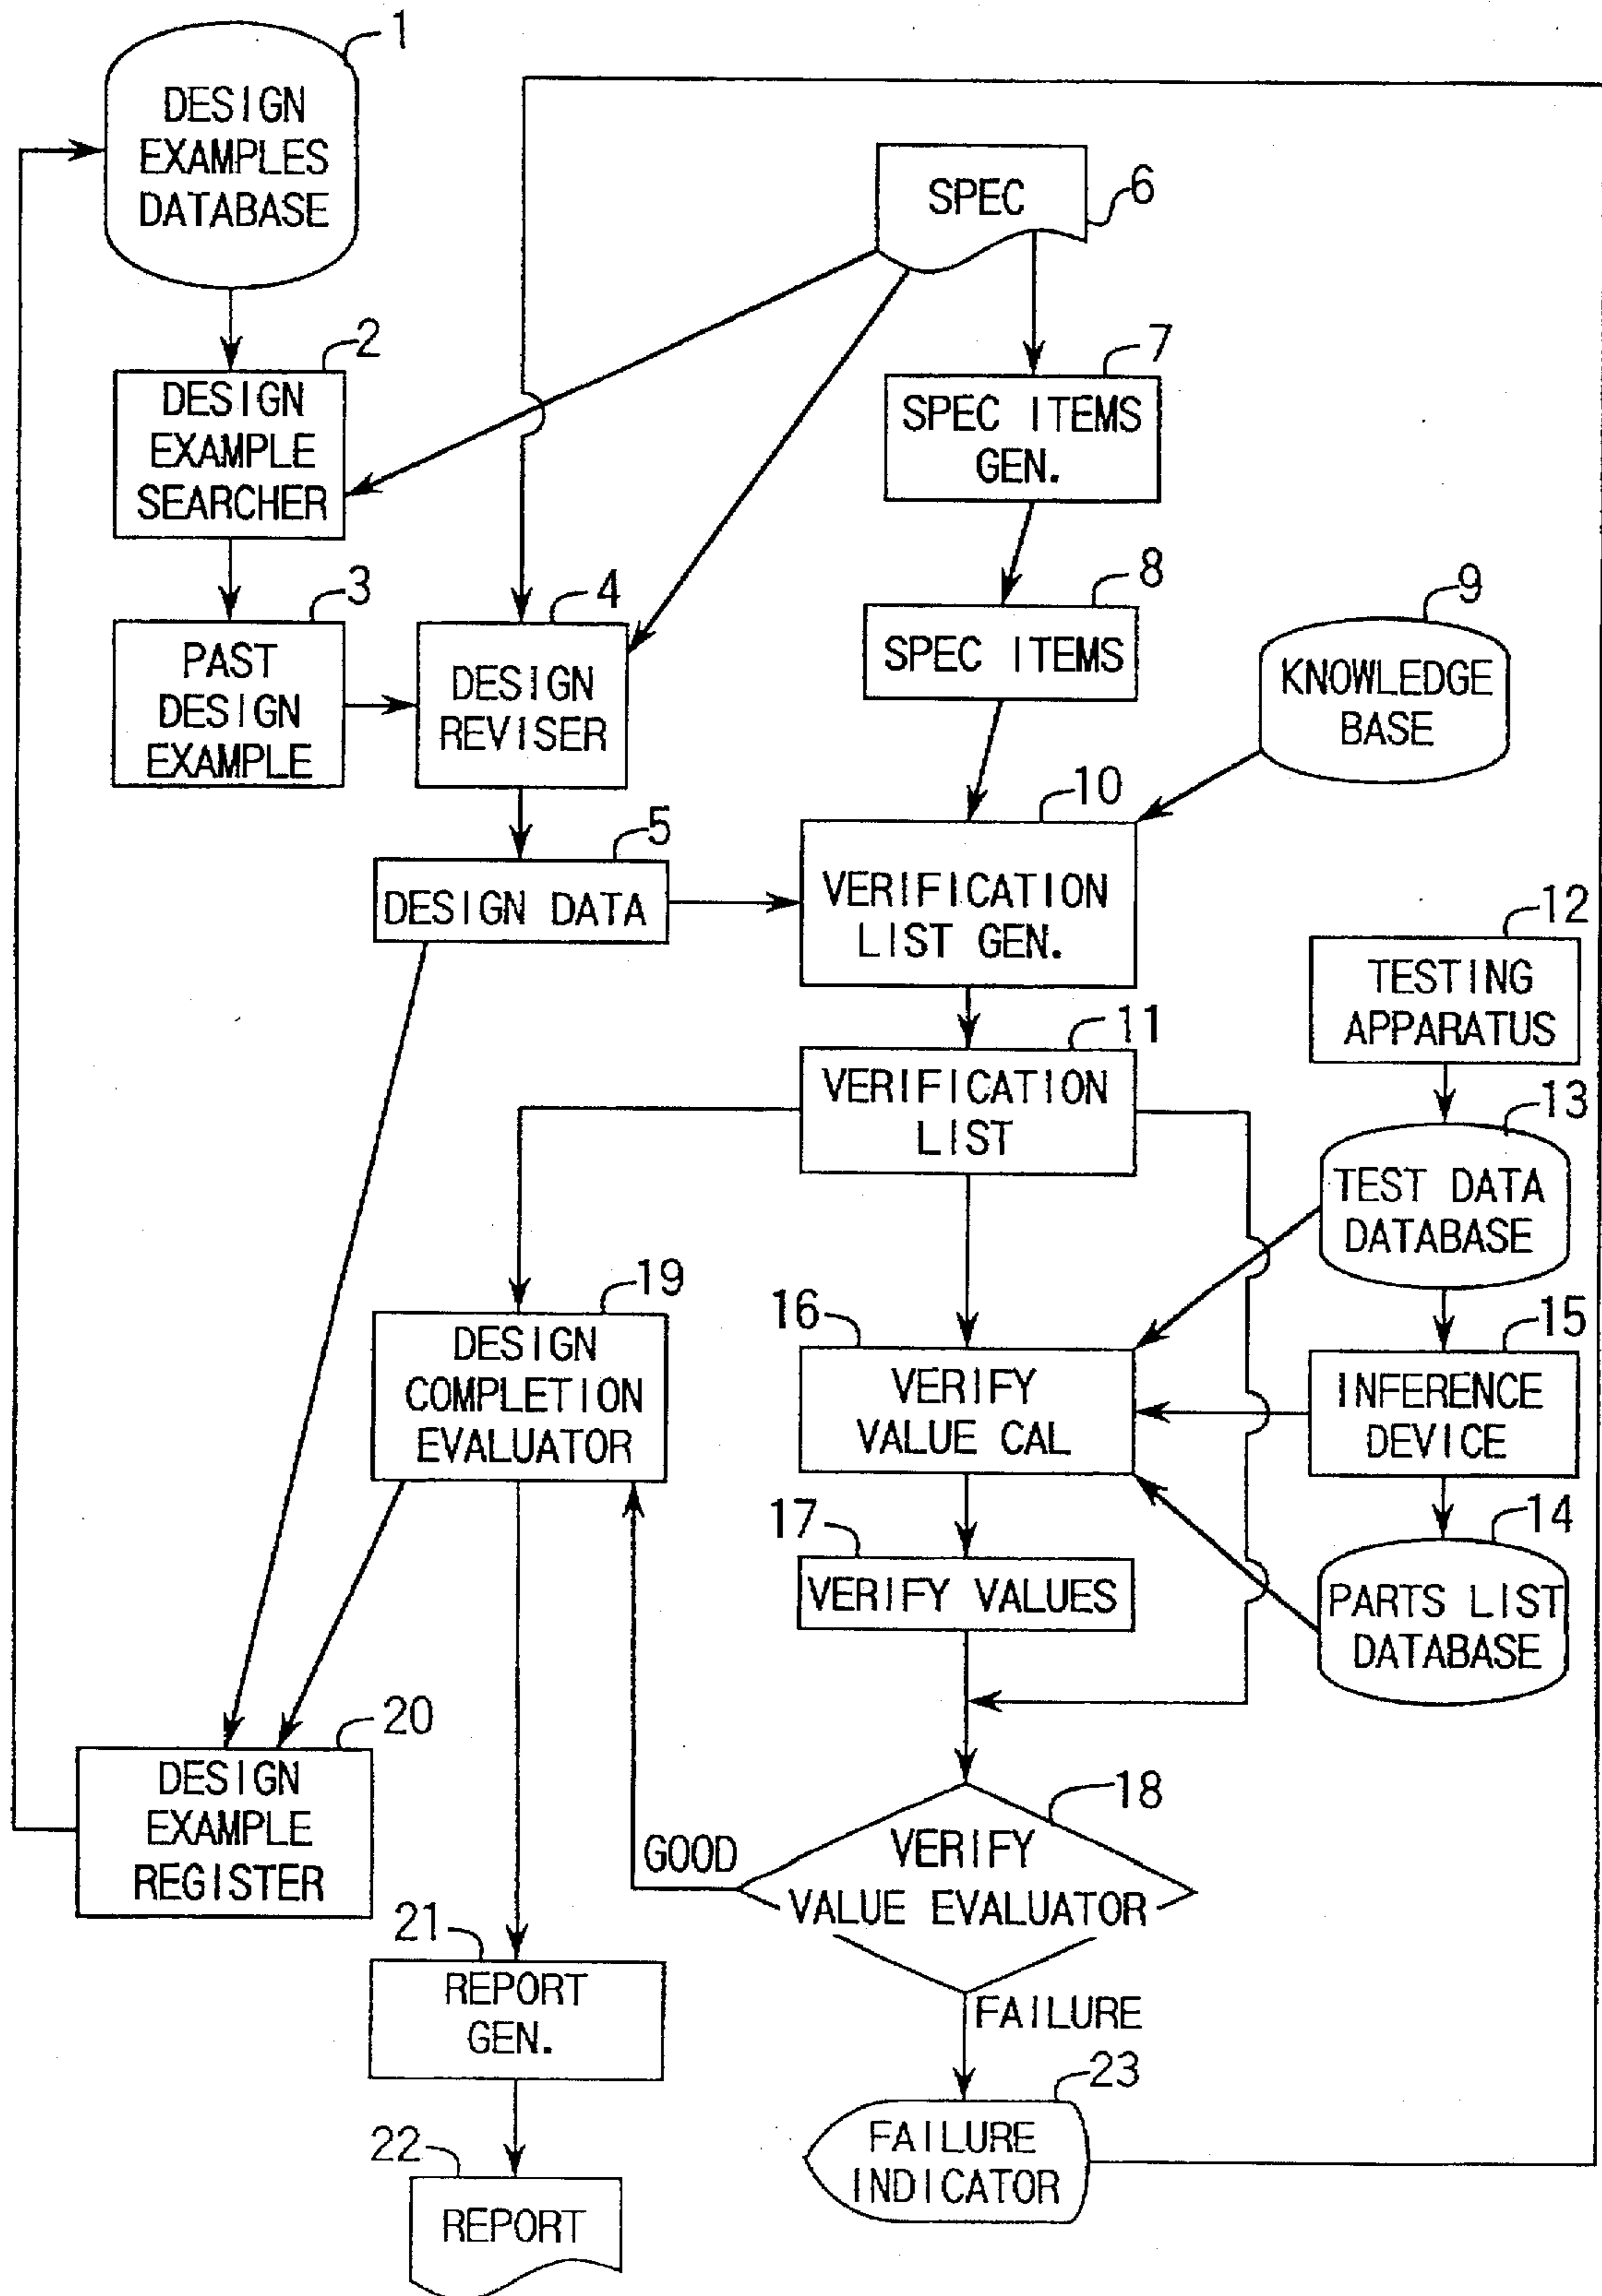 1
DESIGN
EXAMPLES
DATABASE
2
DESIGN
EXAMPLE
SEARCHER
3
PAST
DESIGN
EXAMPLE
4
DESIGN
REVISER
5
DESIGN DATA
6
SPEC
7
SPEC ITEMS
GEN.
8
SPEC ITEMS
9
KNOWLEDGE
BASE
10
VERIFICATION
LIST GEN.
11
VERIFICATION
LIST
12
TESTING
APPARATUS
13
TEST DATA
DATABASE
15
INFERENCE
DEVICE
14
PARTS LIST
DATABASE
16
VERIFY
VALUE CAL
17
VERIFY VALUES
18
VERIFY
VALUE EVALUATOR
GOOD
FAILURE
19
DESIGN
COMPLETION
EVALUATOR
20
DESIGN
EXAMPLE
REGISTER
21
REPORT
GEN.
22
REPORT
23
FAILURE
INDICATOR